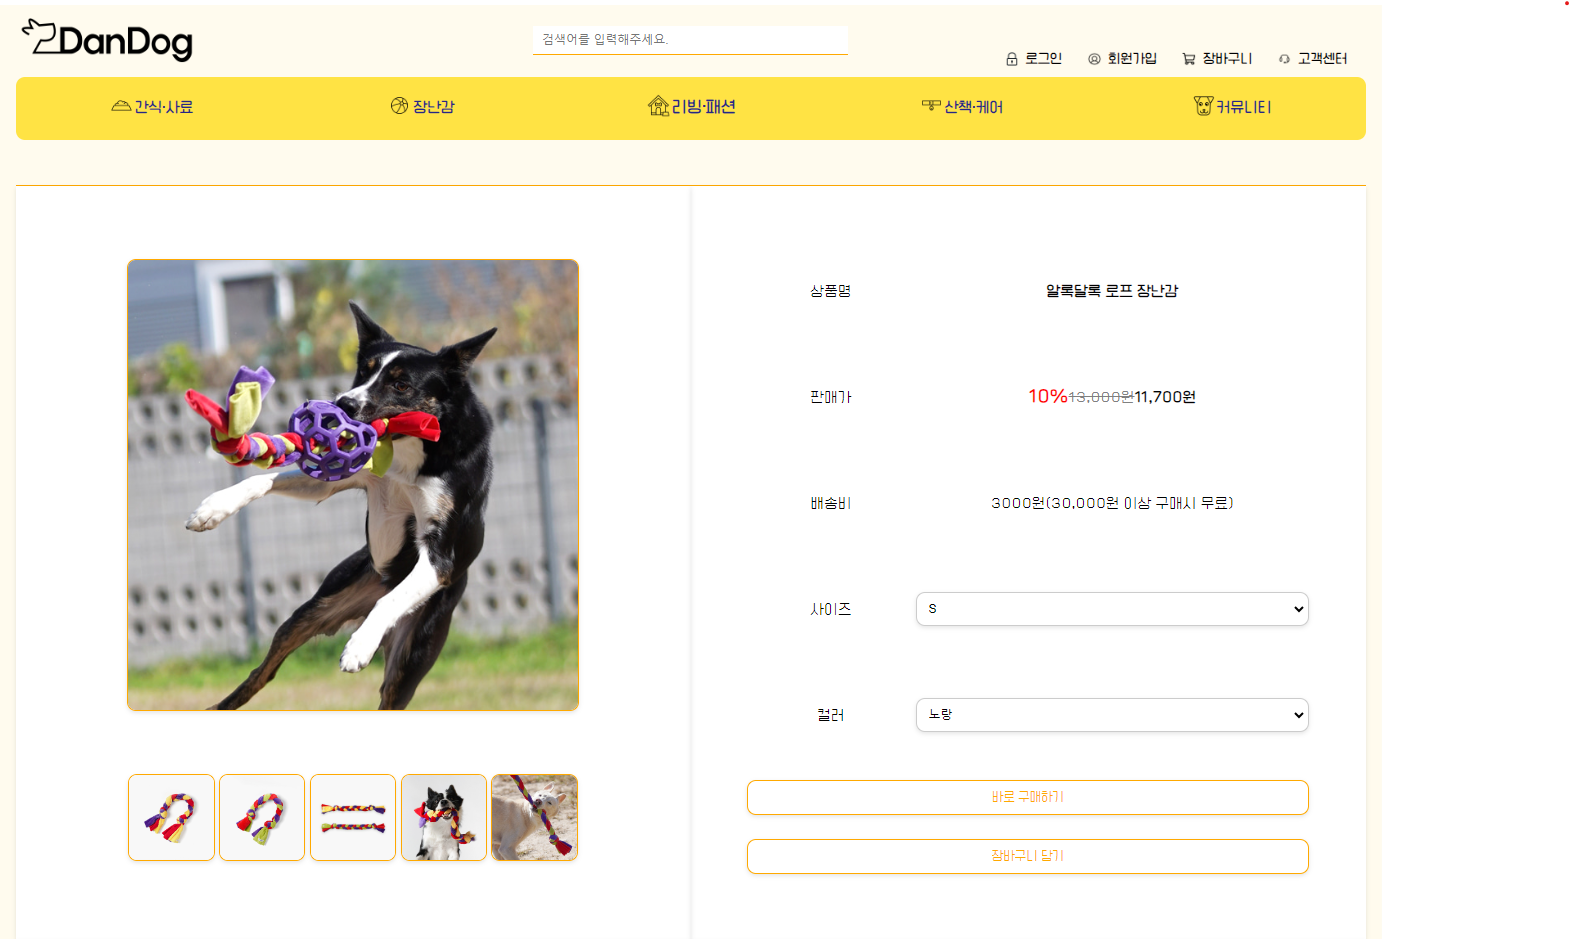 DanDog
검색어를 입력해주세요.
로그인 회원가입 장바구니 고객센터
간식·사료 장난감 리빙·패션 산책·케어 커뮤니티
상품명 알록달록 로프 장난감
판매가 10%13,000원11,700원
배송비 3000원(30,000원 이상 구매시 무료)
사이즈 S
컬러 노랑
바로 구매하기
장바구니 담기